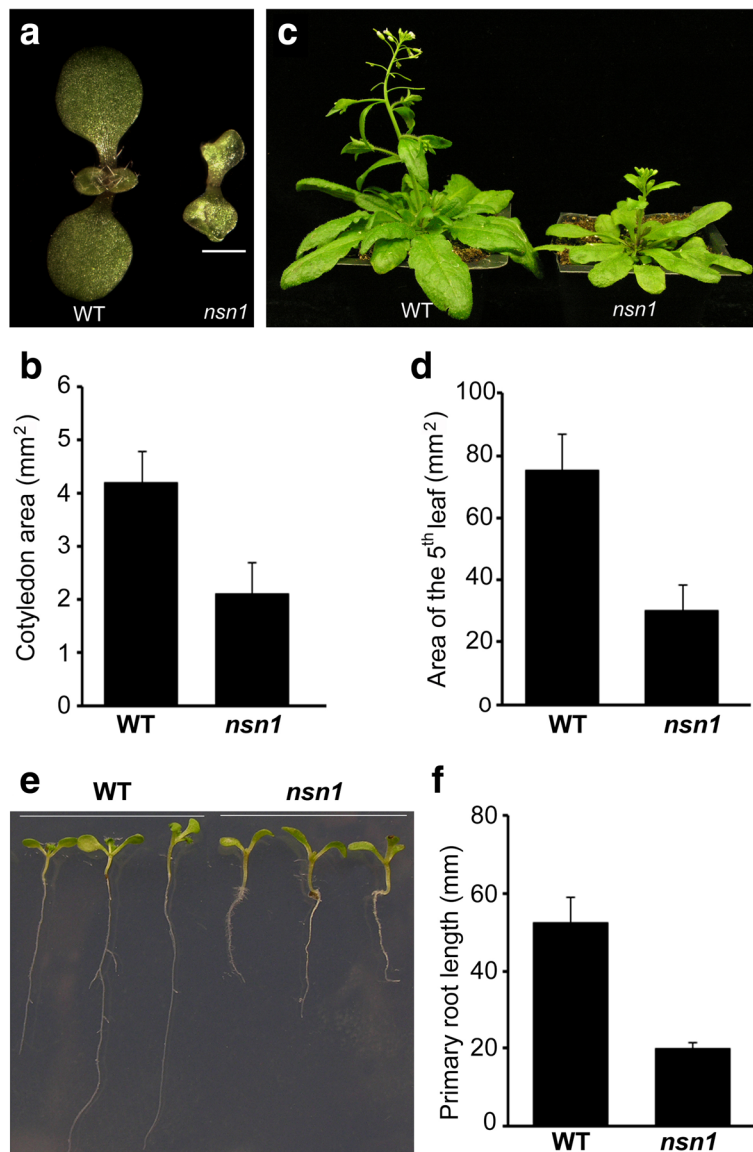 a
WT
nsn1
c
WT
nsn1
b
Cotyledon area (mm²)
6
5
4
3
2
1
0
WT
nsn1
d
Area of the 5th leaf (mm²)
100
80
60
40
20
0
WT
nsn1
e
WT
nsn1
f
Primary root length (mm)
80
60
40
20
0
WT
nsn1